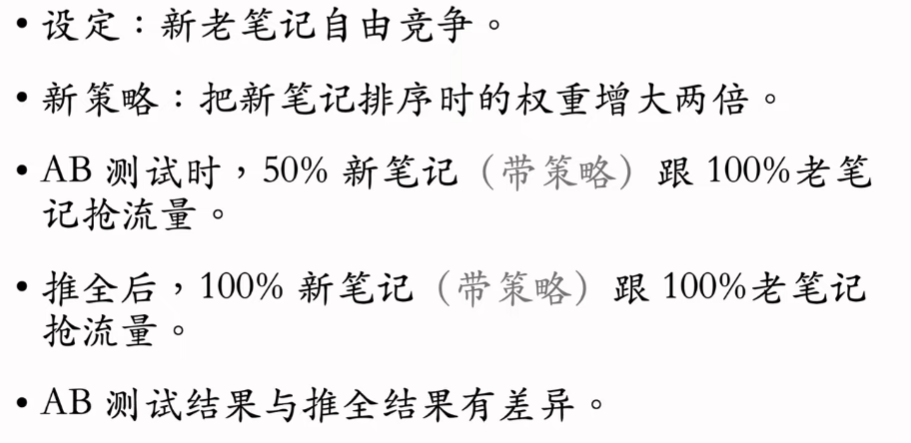 • 设定：新老笔记自由竞争。
• 新策略：把新笔记排序时的权重增大两倍。
• AB 测试时，50% 新笔记（带策略）跟 100%老笔
记抢流量。
• 推全后，100% 新笔记（带策略）跟 100%老笔记
抢流量。
• AB 测试结果与推全结果有差异。